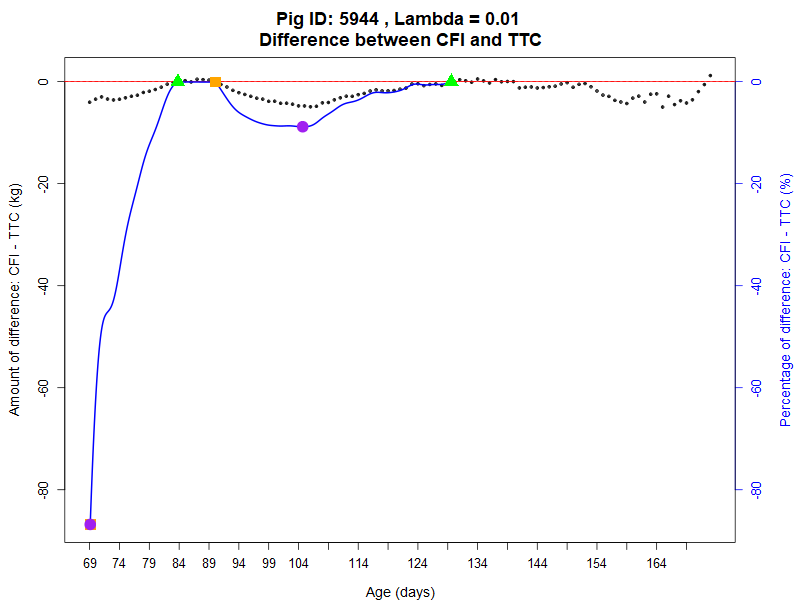 Pig ID: 5944 , Lambda = 0.01
Difference between CFI and TTC
Amount of difference: CFI - TTC (kg)
0
-20
-40
-60
-80
0
-20
-40
-60
-80
Percentage of difference: CFI - TTC (%)
69 74 79 84 89 94 99 104 114 124 134 144 154 164
Age (days)